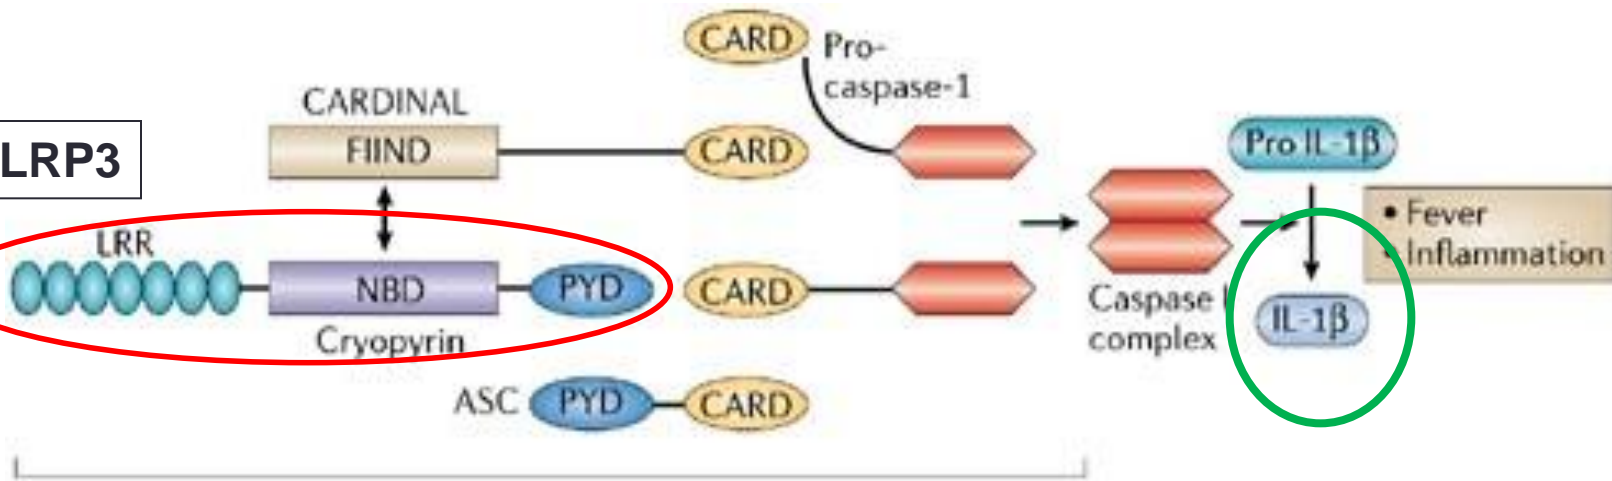 CARD
Pro-
caspase-1
CARDINAL
FIIND
CARD
LRP3
Pro IL-1β
• Fever
• Inflammation
LRR
NBD
PYD
CARD
Cryopyrin
Caspase
complex
IL-1β
ASC
PYD
CARD